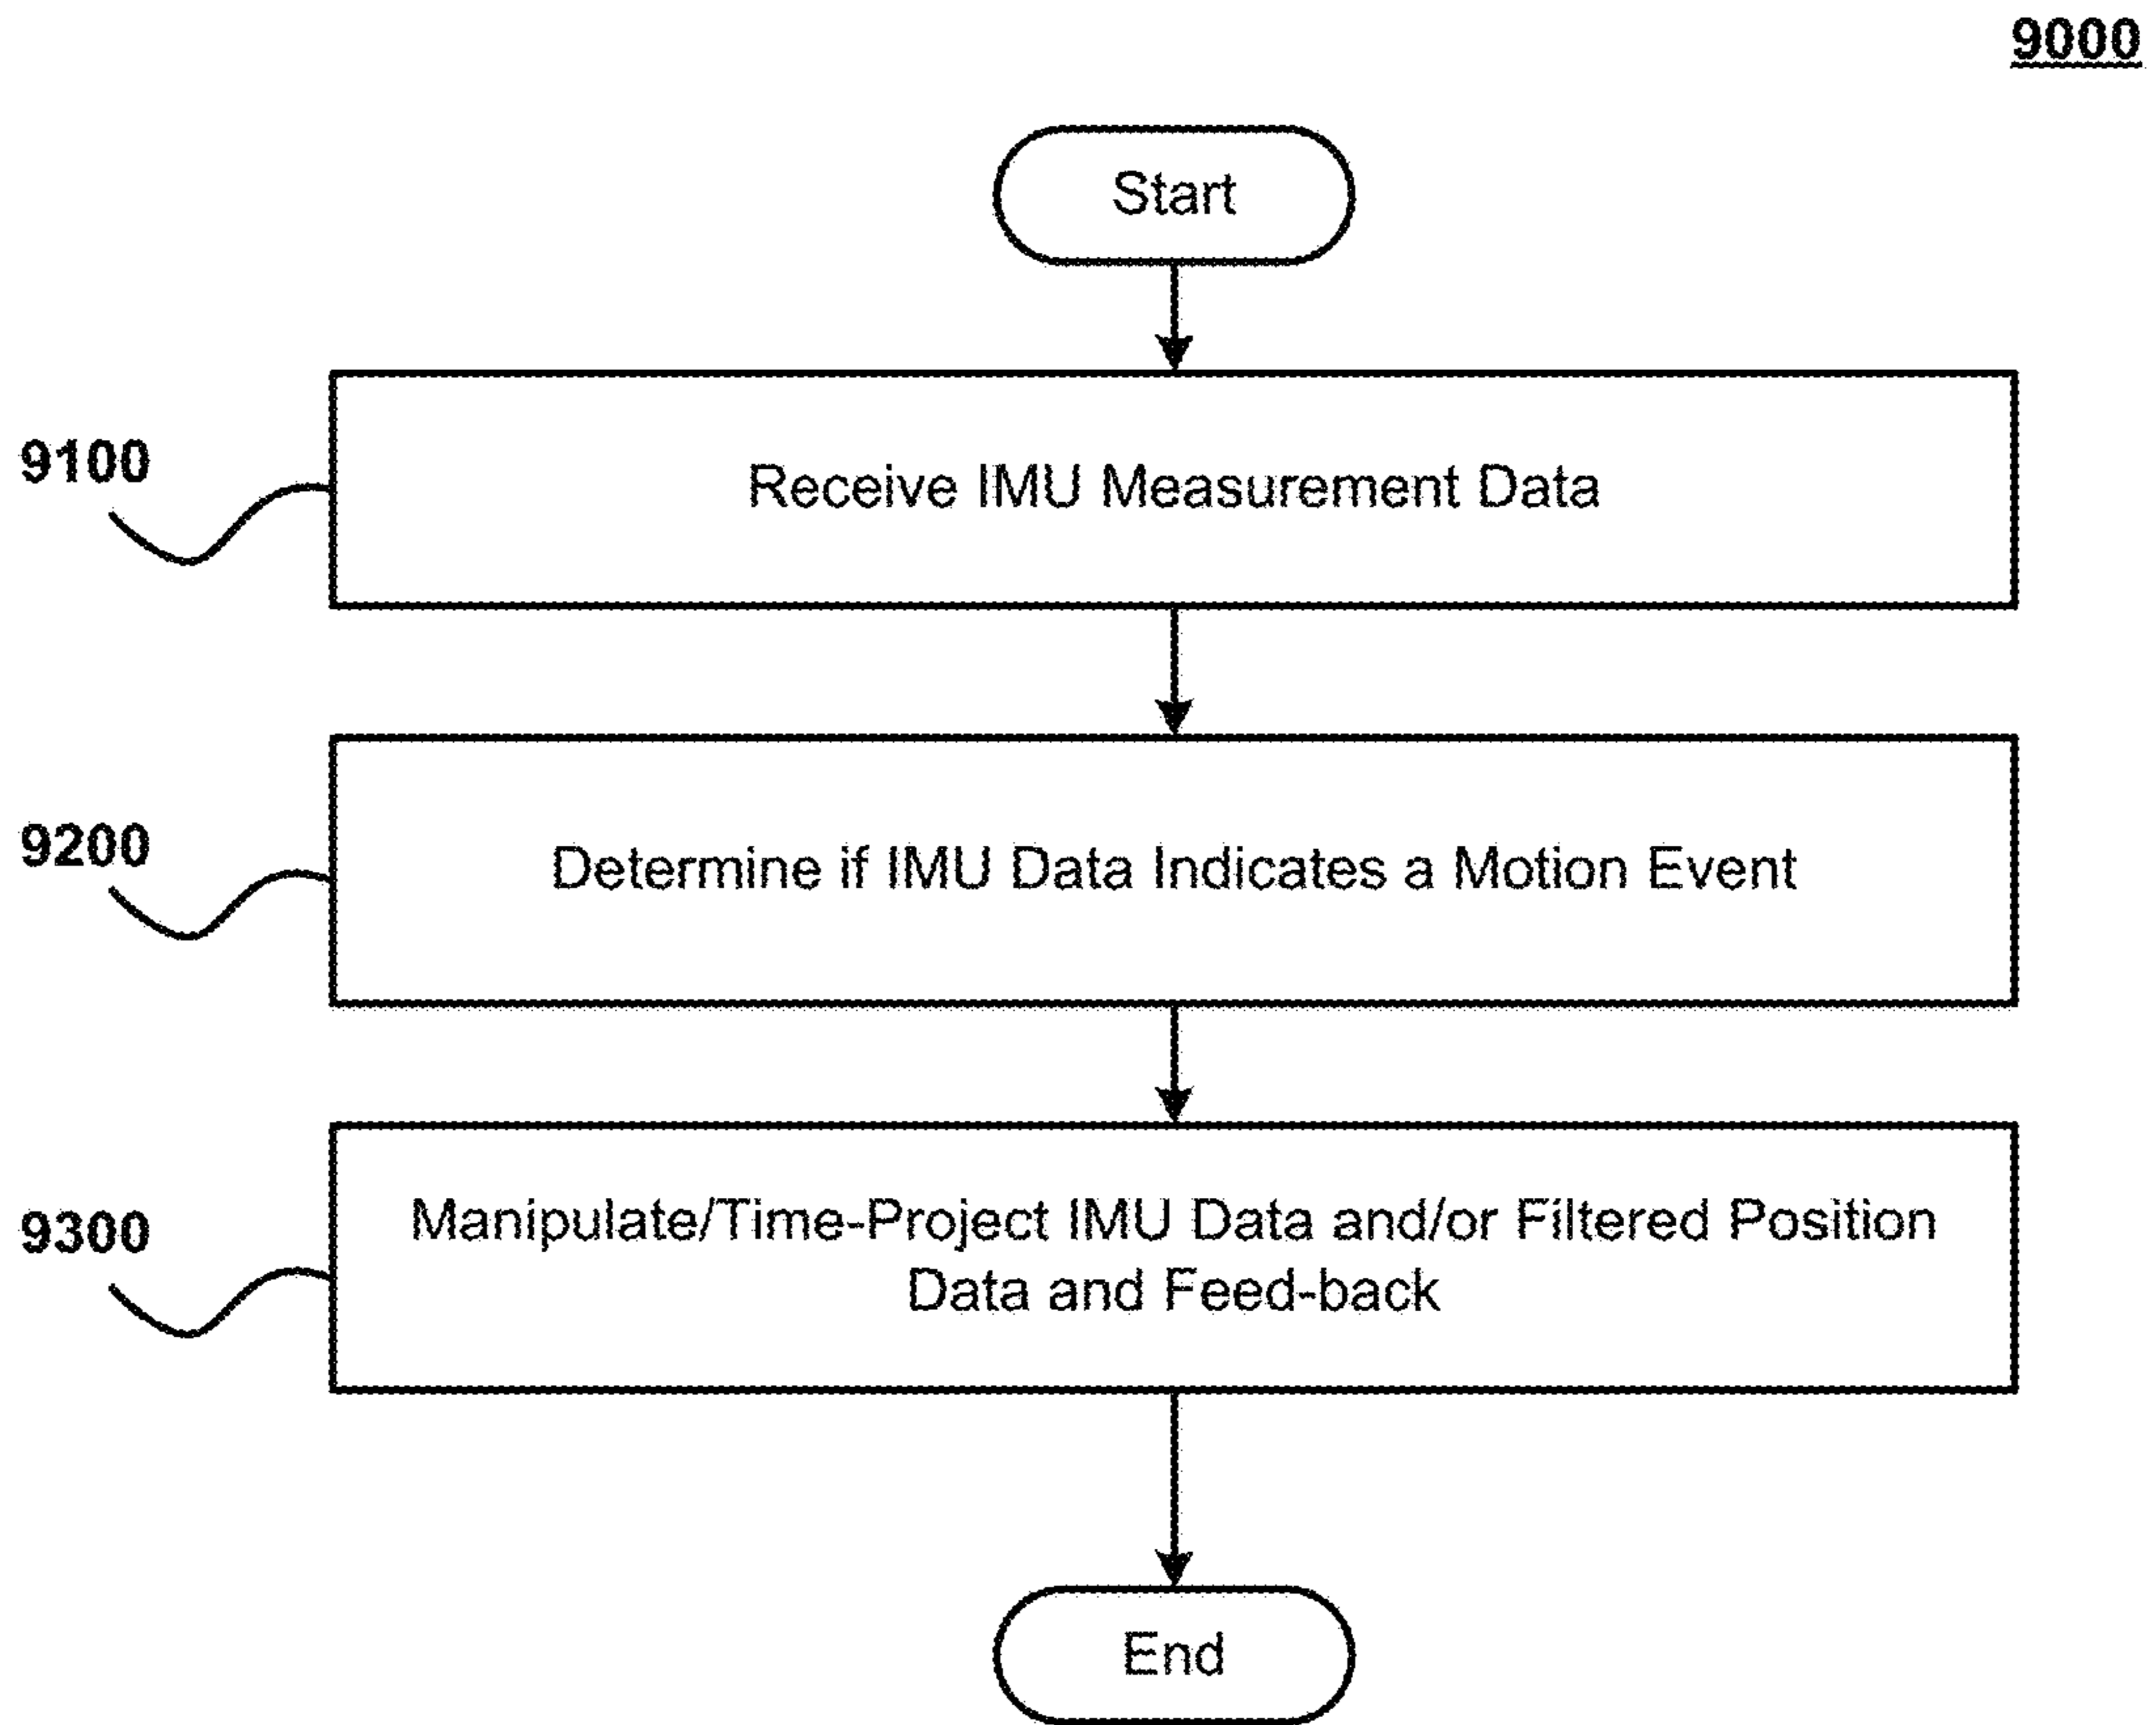 9000
Start
9100
Receive IMU Measurement Data
9200
Determine if IMU Data Indicates a Motion Event
9300
Manipulate/Time-Project IMU Data and/or Filtered Position
Data and Feed-back
End